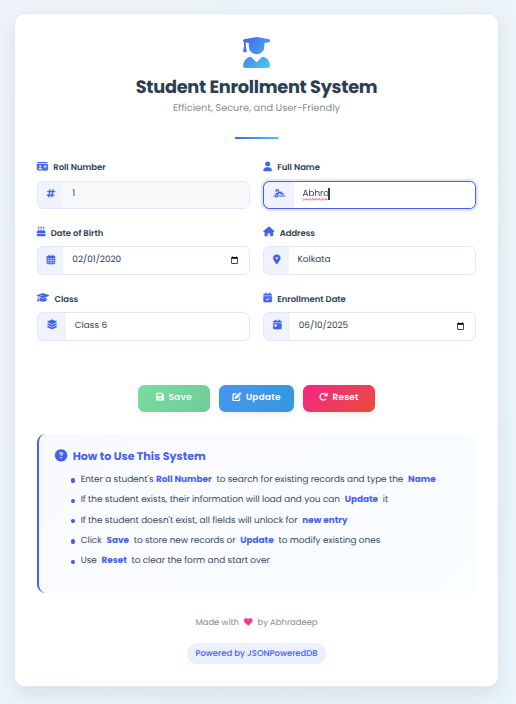 Student Enrollment System
Efficient, Secure, and User-Friendly
Roll Number
Full Name
# 1
Abhra
Date of Birth
Address
02/01/2020
Kolkata
Class
Enrollment Date
Class 6
06/10/2025
Save Update Reset
? How to Use This System
Enter a student's Roll Number to search for existing records and type the Name
If the student exists, their information will load and you can Update it
If the student doesn't exist, all fields will unlock for new entry
Click Save to store new records or Update to modify existing ones
Use Reset to clear the form and start over
Made with ♥ by Abhradeep
Powered by JSONPoweredDB